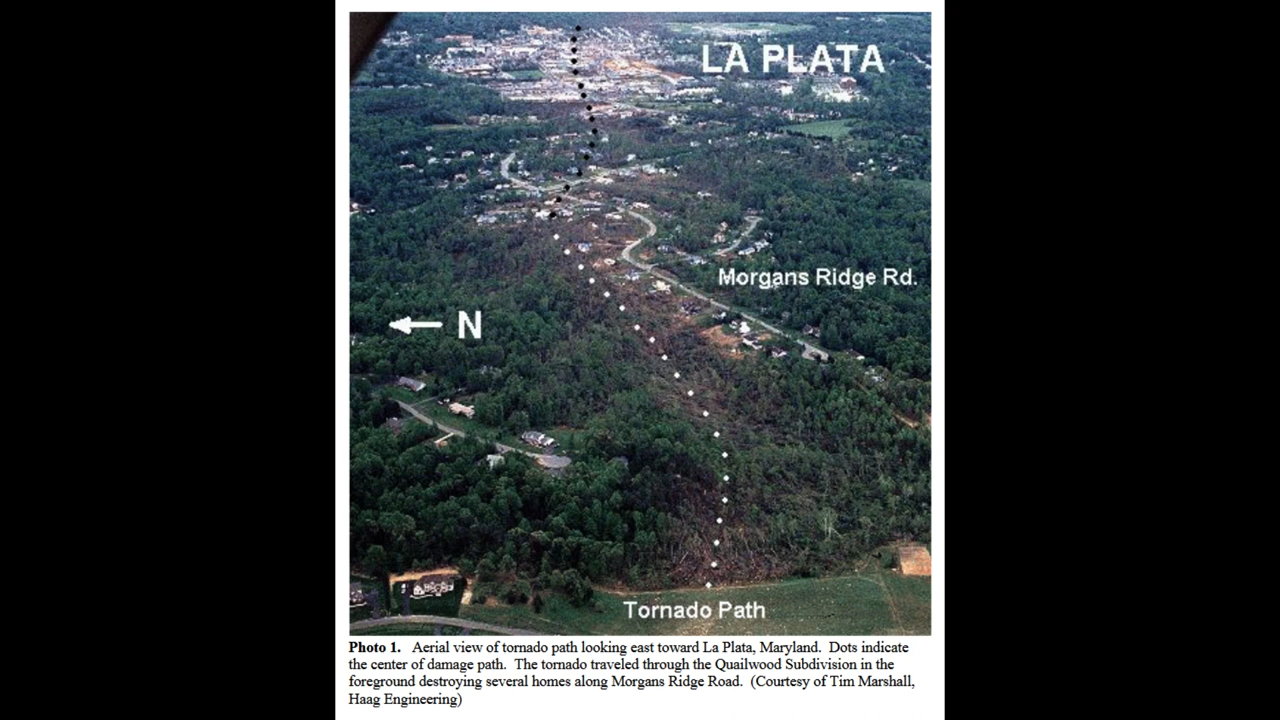 LA PLATA
Morgans Ridge Rd.
N
Tornado Path
Photo 1. Aerial view of tornado path looking east toward La Plata, Maryland. Dots indicate
the center of damage path. The tornado traveled through the Quailwood Subdivision in the
foreground destroying several homes along Morgans Ridge Road. (Courtesy of Tim Marshall,
Haag Engineering)